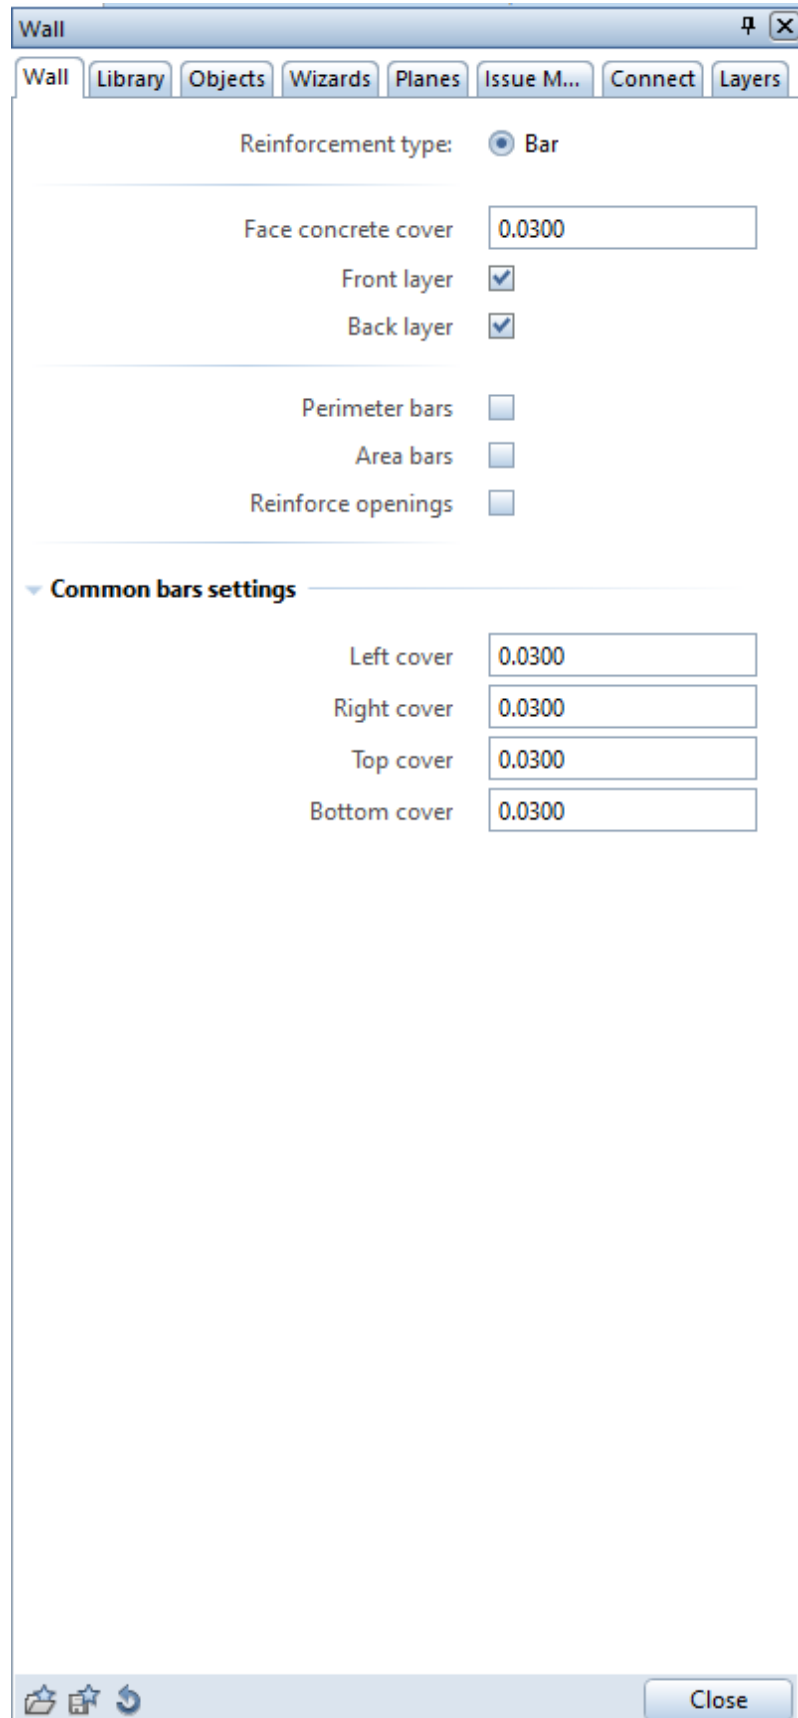 Wall
Wall Library Objects Wizards Planes Issue M... Connect Layers
Reinforcement type: Bar
Face concrete cover 0.0300
Front layer
Back layer
Perimeter bars
Area bars
Reinforce openings
Common bars settings
Left cover 0.0300
Right cover 0.0300
Top cover 0.0300
Bottom cover 0.0300
Close